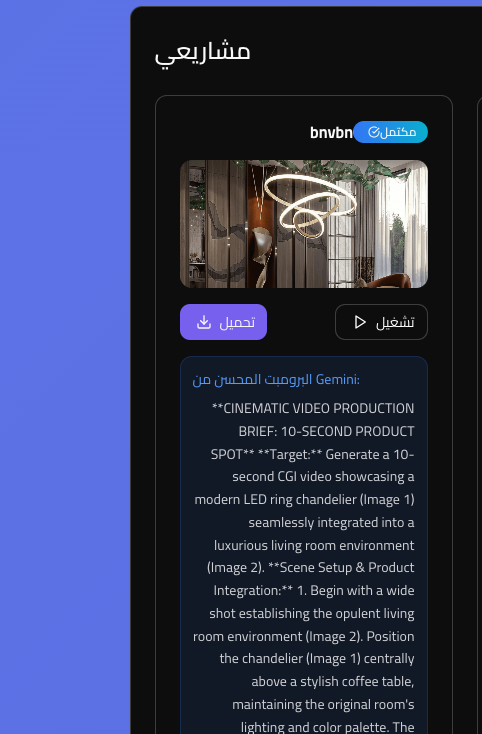 مشاريعي
bnvbn
مكتمل
تشغيل
تحميل
البرومبت المحسن من Gemini:
**CINEMATIC VIDEO PRODUCTION
BRIEF: 10-SECOND PRODUCT
SPOT** **Target:** Generate a 10-
second CGI video showcasing a
modern LED ring chandelier (Image 1)
seamlessly integrated into a
luxurious living room environment
(Image 2). **Scene Setup & Product
Integration:** 1. Begin with a wide
shot establishing the opulent living
room environment (Image 2). Position
the chandelier (Image 1) centrally
above a stylish coffee table,
maintaining the original room's
lighting and color palette. The